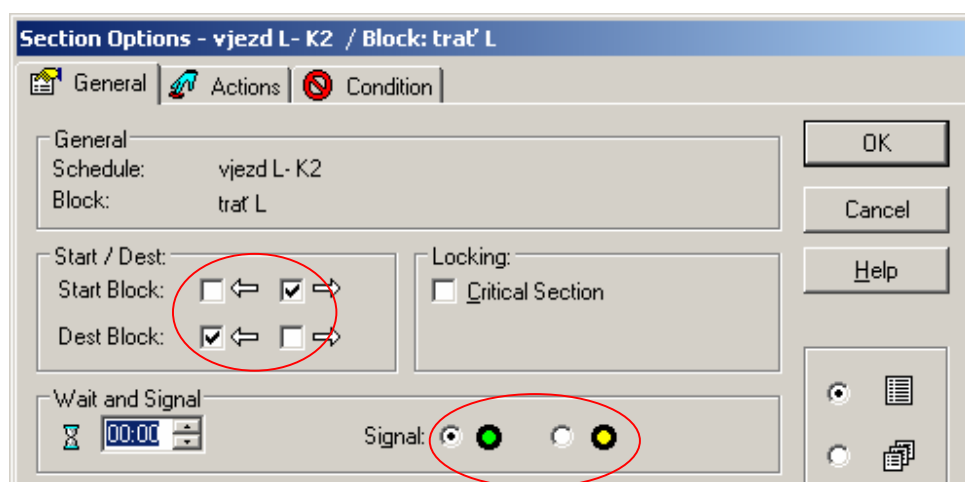 Section Options - vjezd L- K2 / Block: trať L
General Actions Condition
General
Schedule: vjezd L- K2
Block: trať L
OK
Cancel
Help
Start / Dest:
Start Block:
Dest Block:
Locking:
Critical Section
Wait and Signal
00:00
Signal: